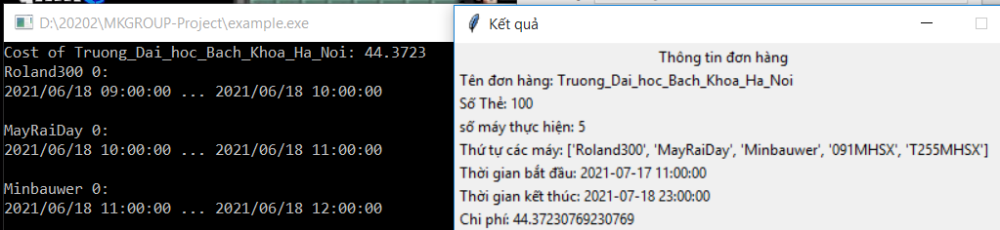 D:\20202\MKGROUP-Project\example.exe
Cost of Truong_Dai_hoc_Bach_Khoa_Ha_Noi: 44.3723
Roland300 0:
2021/06/18 09:00:00 ... 2021/06/18 10:00:00
MayRaiDay 0:
2021/06/18 10:00:00 ... 2021/06/18 11:00:00
Minbauwer 0:
2021/06/18 11:00:00 ... 2021/06/18 12:00:00
Kết quả
Thông tin đơn hàng
Tên đơn hàng: Truong_Dai_hoc_Bach_Khoa_Ha_Noi
Số Thẻ: 100
số máy thực hiện: 5
Thứ tự các máy: ['Roland300', 'MayRaiDay', 'Minbauwer', '091MHSX', 'T255MHSX']
Thời gian bắt đầu: 2021-07-17 11:00:00
Thời gian kết thúc: 2021-07-18 23:00:00
Chi phí: 44.37230769230769